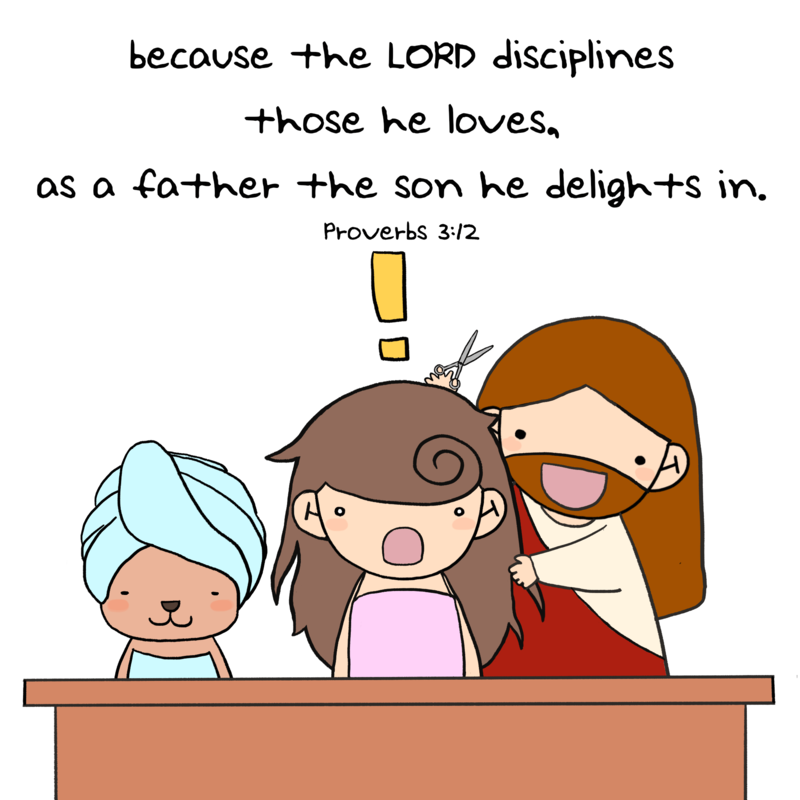 because the LORD disciplines
those he loves,
as a father the son he delights in.
Proverbs 3:12
!